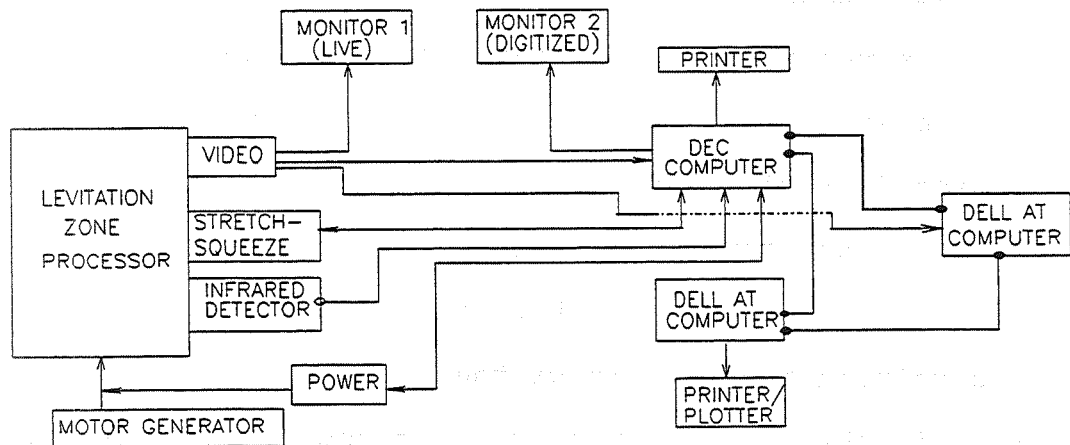 MONITOR 1
(LIVE)
MONITOR 2
(DIGITIZED)
PRINTER
VIDEO
DEC
COMPUTER
LEVITATION
ZONE
PROCESSOR
STRETCH-
SQUEEZE
DELL AT
COMPUTER
INFRARED
DETECTOR
DELL AT
COMPUTER
POWER
PRINTER/
PLOTTER
MOTOR GENERATOR